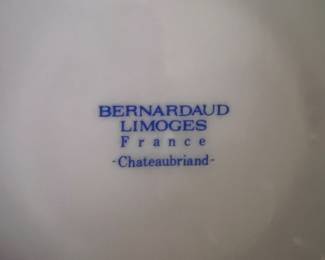 BERNARDAUD
LIMOGES
France
-Chateaubriand-